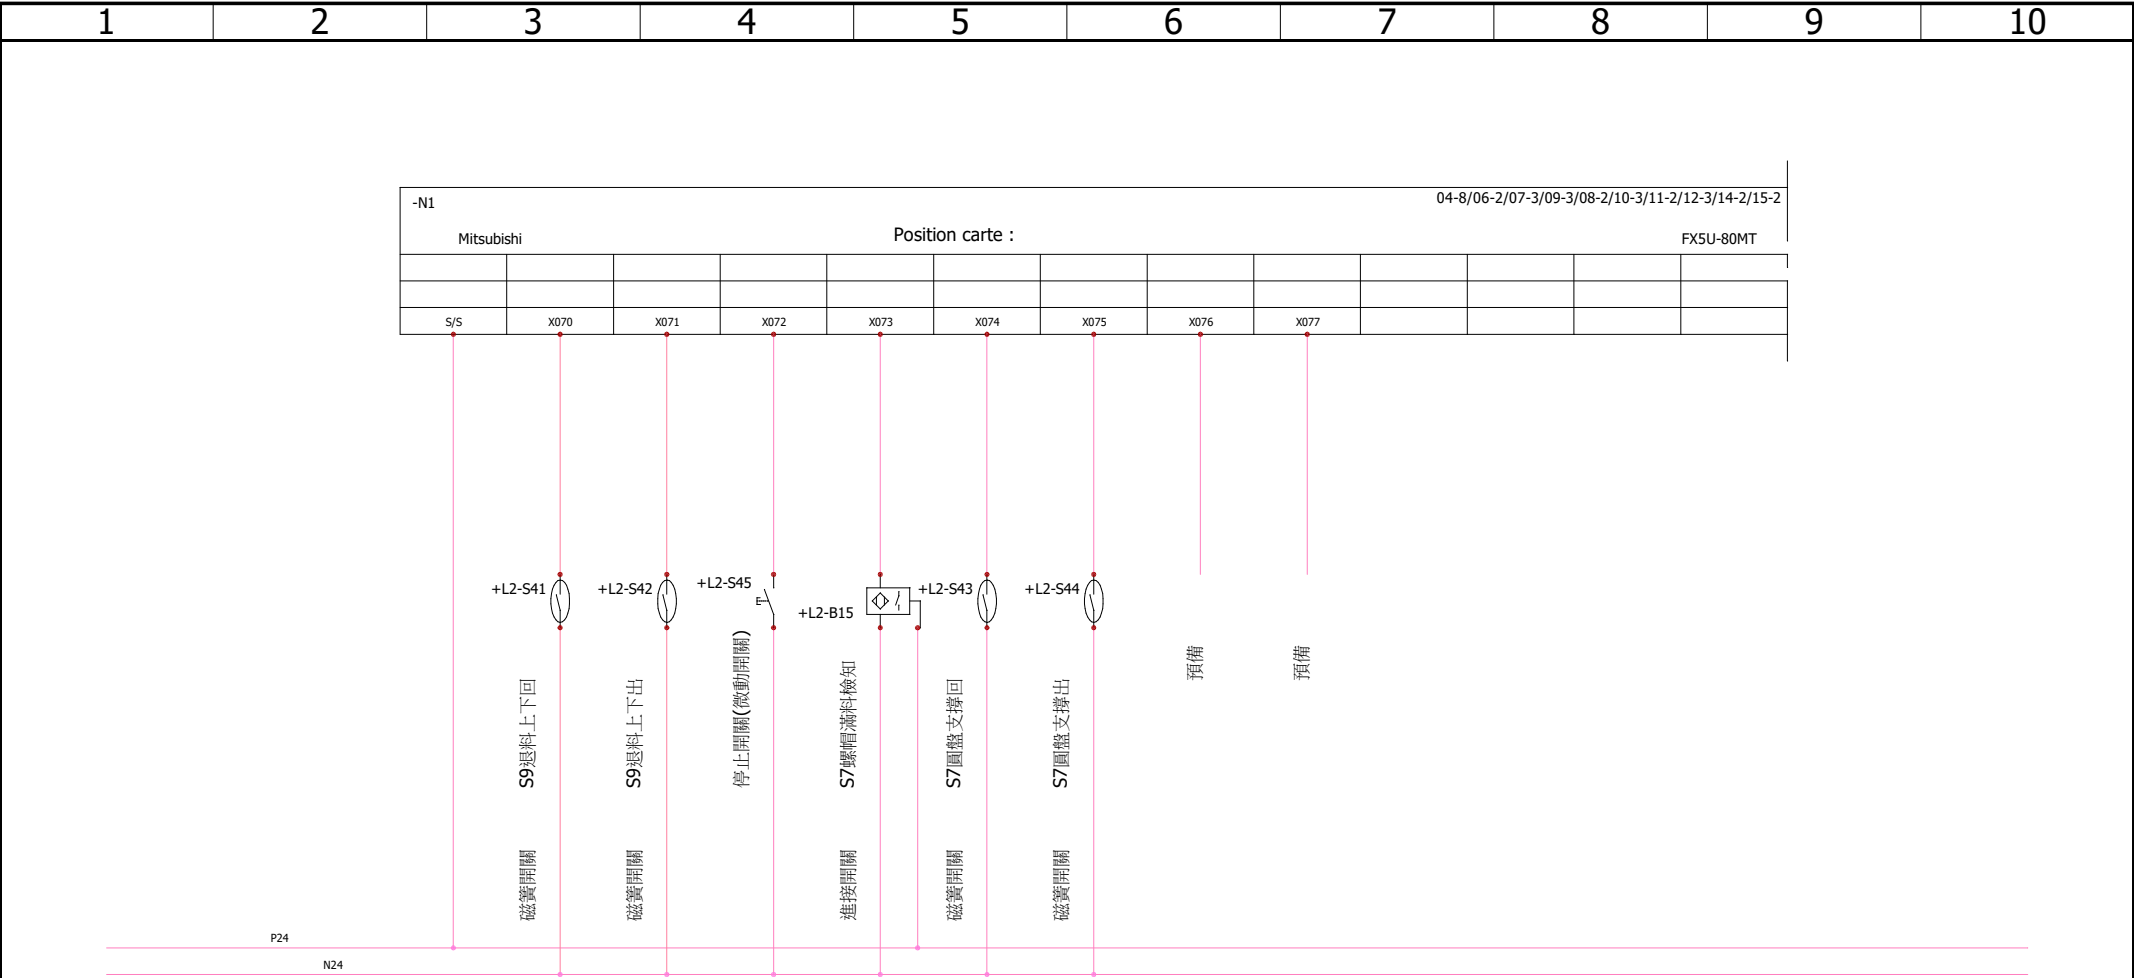 1 2 3 4 5 6 7 8 9 10
-N1 04-8/06-2/07-3/09-3/08-2/10-3/11-2/12-3/14-2/15-2
Mitsubishi Position carte : FX5U-80MT
S/S X070 X071 X072 X073 X074 X075 X076 X077
+L2-S41 +L2-S42 +L2-S45 +L2-B15 +L2-S43 +L2-S44
S9退料上下回
S9退料上下出
停止開關(微動開關)
S7螺帽滿料檢知
S7圓盤支撐回
S7圓盤支撐出
預備
預備
磁簧開關
磁簧開關
進接開關
磁簧開關
磁簧開關
P24
N24